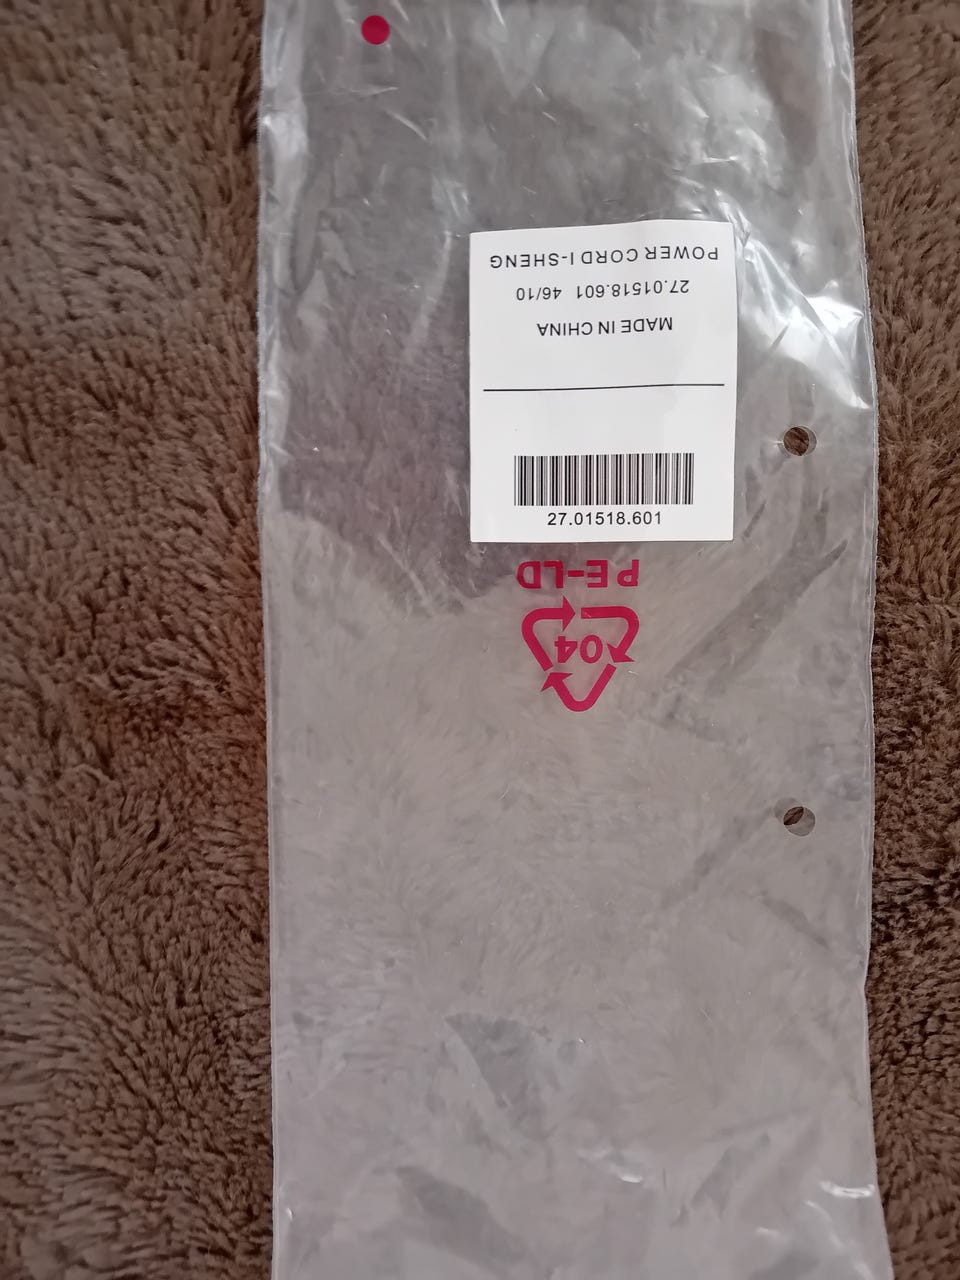 POWER CORD I-SHENG
27.01518.601 46/10
MADE IN CHINA
27.01518.601
PE-LD
04